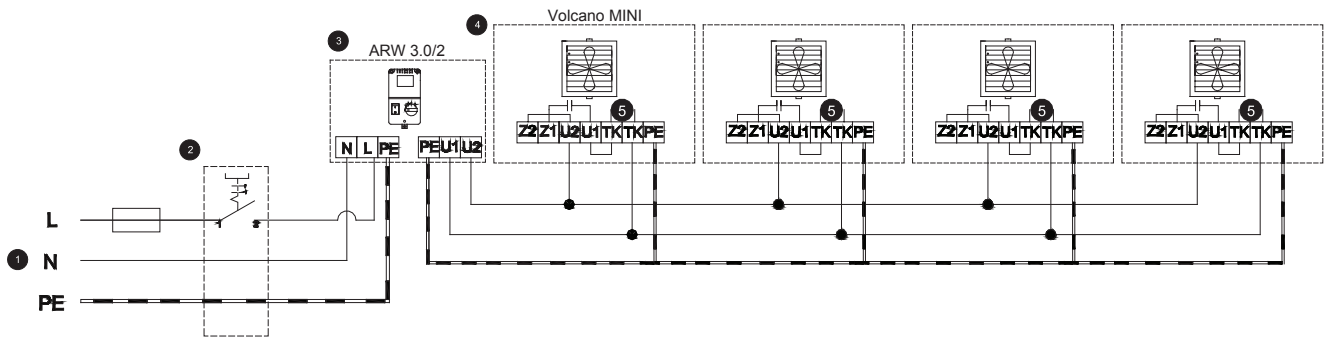 4 Volcano MINI
3 ARW 3.0/2
5 5 5 5
Z2 Z1 U2 U1 TK TK PE Z2 Z1 U2 U1 TK TK PE Z2 Z1 U2 U1 TK TK PE Z2 Z1 U2 U1 TK TK PE
N L PE PE U1 U2
2
L 1 2
1 N
PE